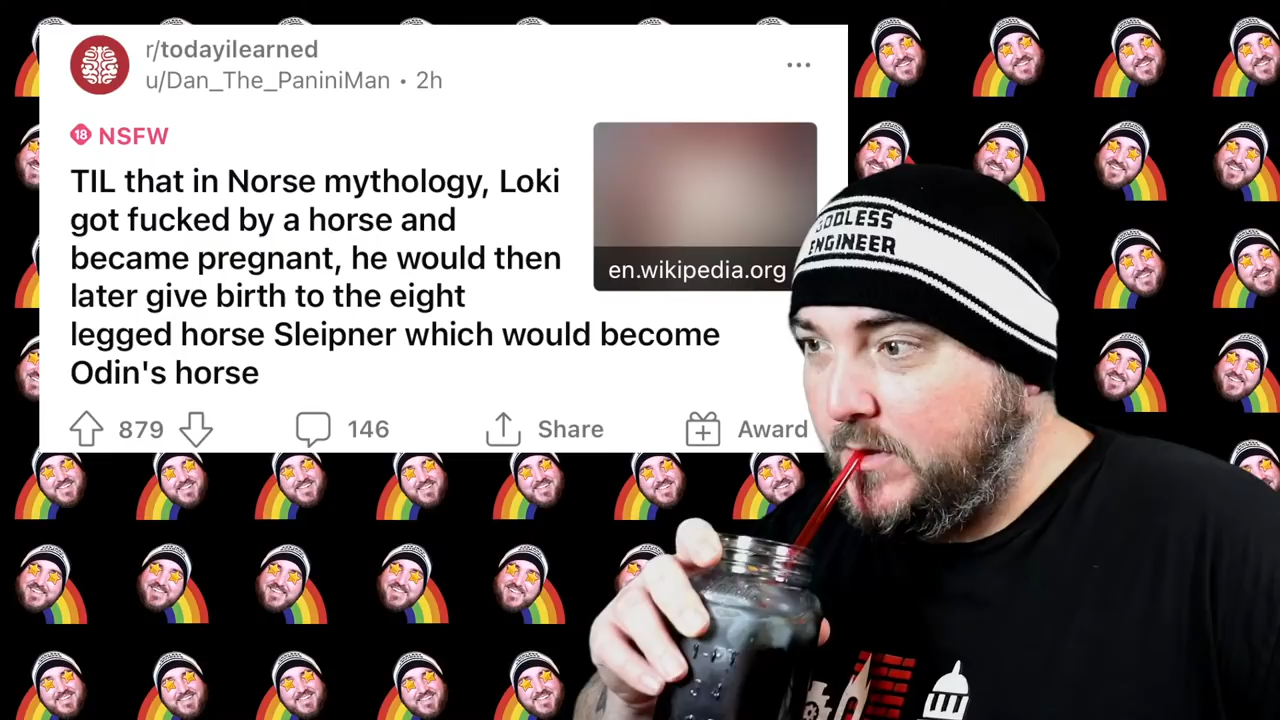 r/todayilearned
u/Dan_The_PaniniMan • 2h
18 NSFW
TIL that in Norse mythology, Loki
got fucked by a horse and
became pregnant, he would then
later give birth to the eight
legged horse Sleipner which would become
Odin's horse
en.wikipedia.org
879
146
Share
Award
GODLESS
ENGINEER